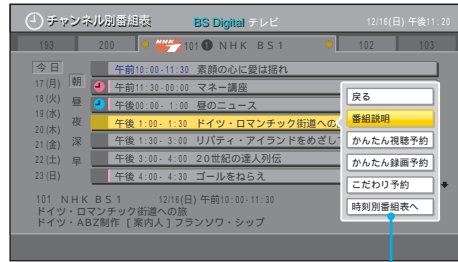 チャンネル別番組表 BS Digital テレビ 12/16(日) 午後11:20
193 200 NHK 101 ❶ NHK BS1 102 103
今日
17(月)
18(火)
19(水)
20(木)
21(金)
22(土)
23(日)
朝
昼
夜
深
早
午前10:00-11:30 素顔の心に愛は揺れ
午前11:30-00:00 マネー講座
午後00:00- 1:00 昼のニュース
午後 1:00- 1:30 ドイツ・ロマンチック街道への
午後 1:30- 3:00 リバティ・アイランドをめざし
午後 3:00- 4:00 20世紀の達人列伝
午後 4:00- 4:30 ゴールをねらえ
戻る
番組説明
かんたん視聴予約
かんたん録画予約
こだわり予約
時刻別番組表へ
101 NHK BS1 12/16(日) 午前10:00-11:30
ドイツ・ロマンチック街道への旅
ドイツ・ABZ制作 [案内人] フランソワ・シップ